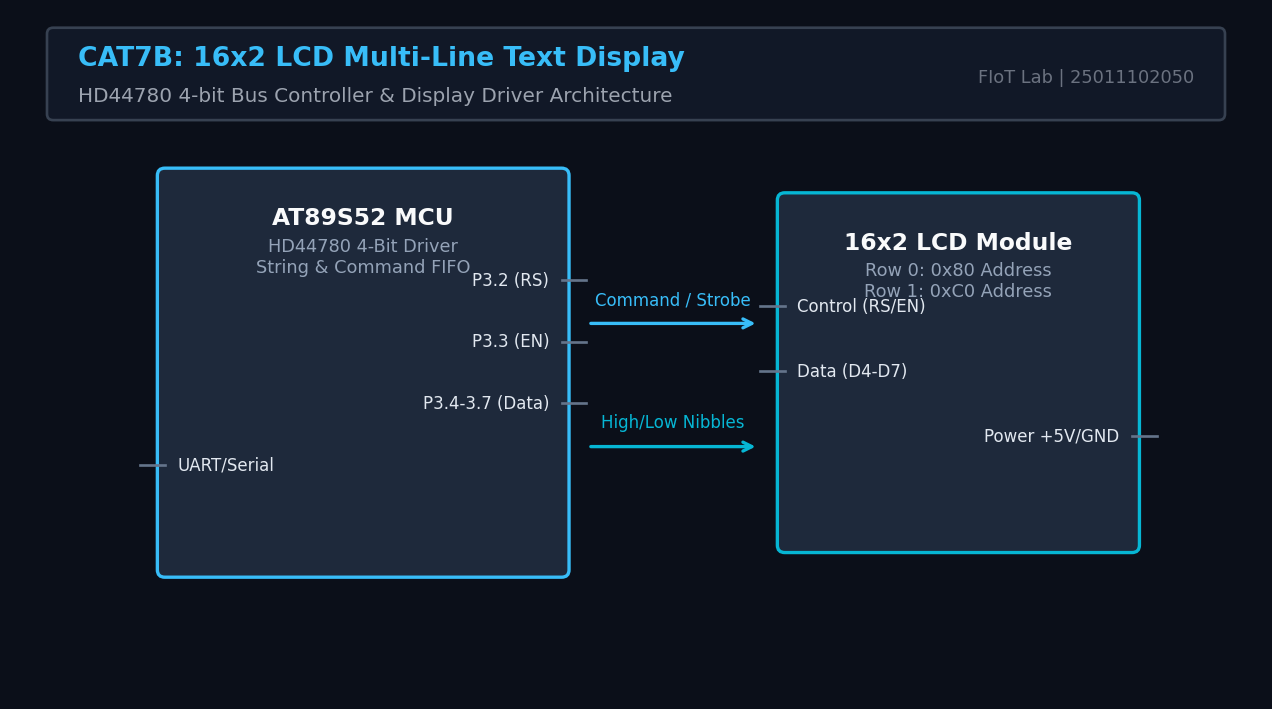 CAT7B: 16x2 LCD Multi-Line Text Display
HD44780 4-bit Bus Controller & Display Driver Architecture
FIoT Lab | 25011102050
AT89S52 MCU
HD44780 4-Bit Driver
String & Command FIFO
P3.2 (RS)
P3.3 (EN)
P3.4-3.7 (Data)
UART/Serial
Command / Strobe
High/Low Nibbles
16x2 LCD Module
Row 0: 0x80 Address
Row 1: 0xC0 Address
Control (RS/EN)
Data (D4-D7)
Power +5V/GND